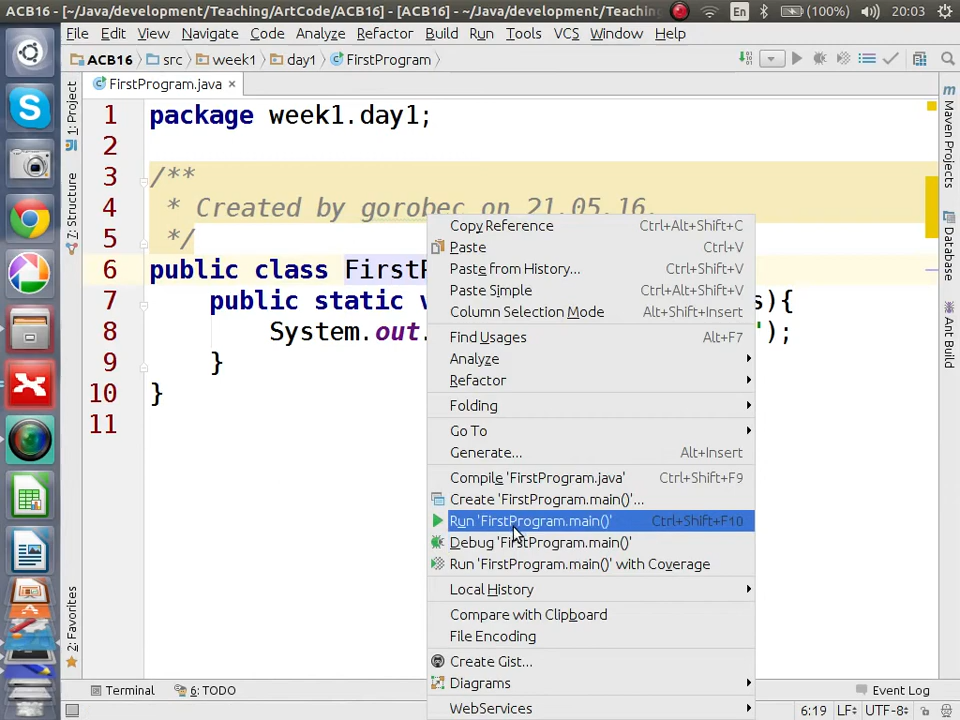 ACB16 - [~/Java/development/Teaching/ArtCode/ACB16] - [ACB16] - ~/Java/development/Teaching
En (100%) 20:03
File Edit View Navigate Code Analyze Refactor Build Run Tools VCS Window Help
ACB16 src week1 day1 FirstProgram
FirstProgram.java
1 package week1.day1;
2
3 /**
4 * Created by gorobec on 21.05.16.
5 */
6 public class FirstP
7 public static v s){
8 System.out. ");
9 }
10 }
11
Copy Reference Ctrl+Alt+Shift+C
Paste Ctrl+V
Paste from History... Ctrl+Shift+V
Paste Simple Ctrl+Alt+Shift+V
Column Selection Mode Alt+Shift+Insert
Find Usages Alt+F7
Analyze
Refactor
Folding
Go To
Generate... Alt+Insert
Compile 'FirstProgram.java' Ctrl+Shift+F9
Create 'FirstProgram.main()'...
Run 'FirstProgram.main()' Ctrl+Shift+F10
Debug 'FirstProgram.main()'
Run 'FirstProgram.main()' with Coverage
Local History
Compare with Clipboard
File Encoding
Create Gist...
Diagrams
WebServices
1: Project
7: Structure
2: Favorites
Maven Projects
Database
Ant Build
Terminal 6: TODO Event Log
6:19 LF UTF-8